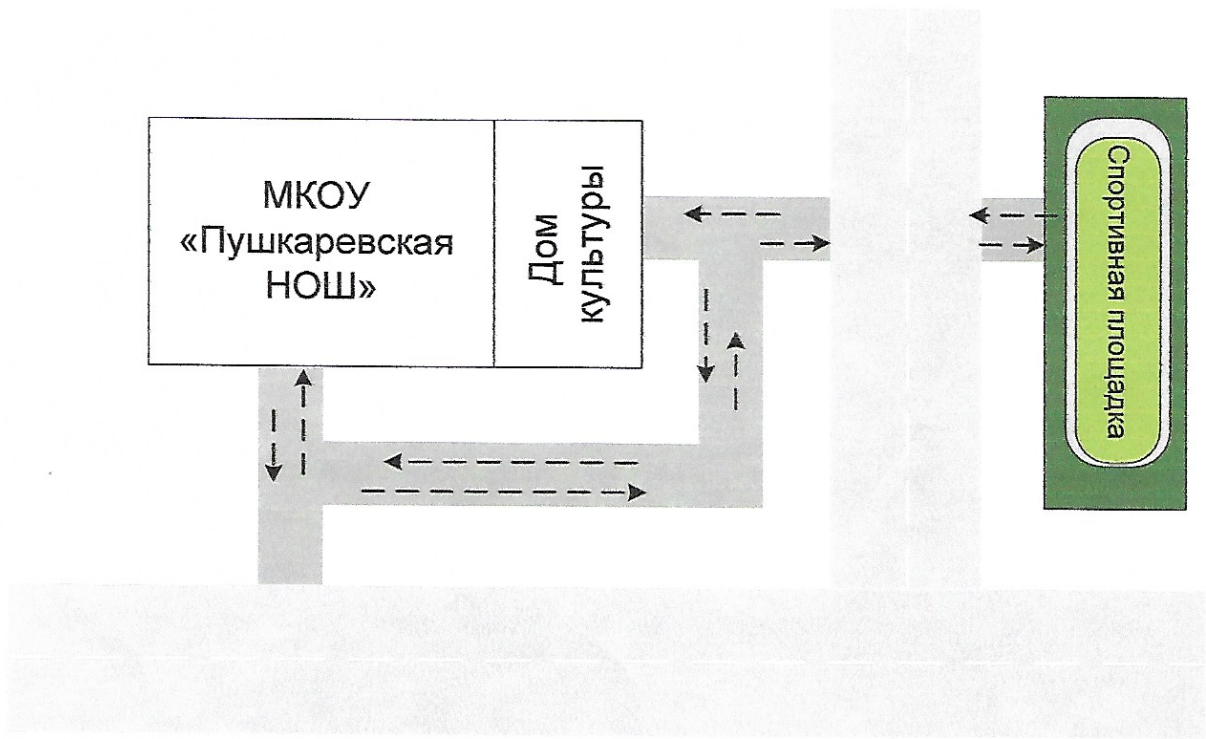 МКОУ
«Пушкаревская
НОШ»
Дом
культуры
Спортивная площадка